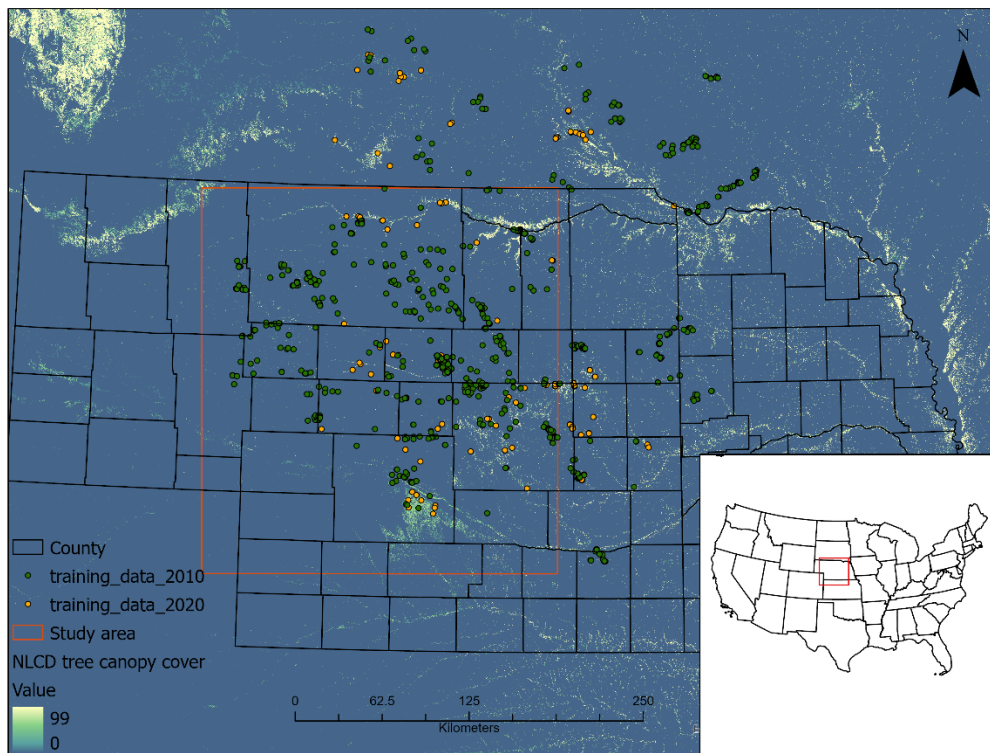 N
County
training_data_2010
training_data_2020
Study area
NLCD tree canopy cover
Value
99
0
0 62.5 125 250
Kilometers